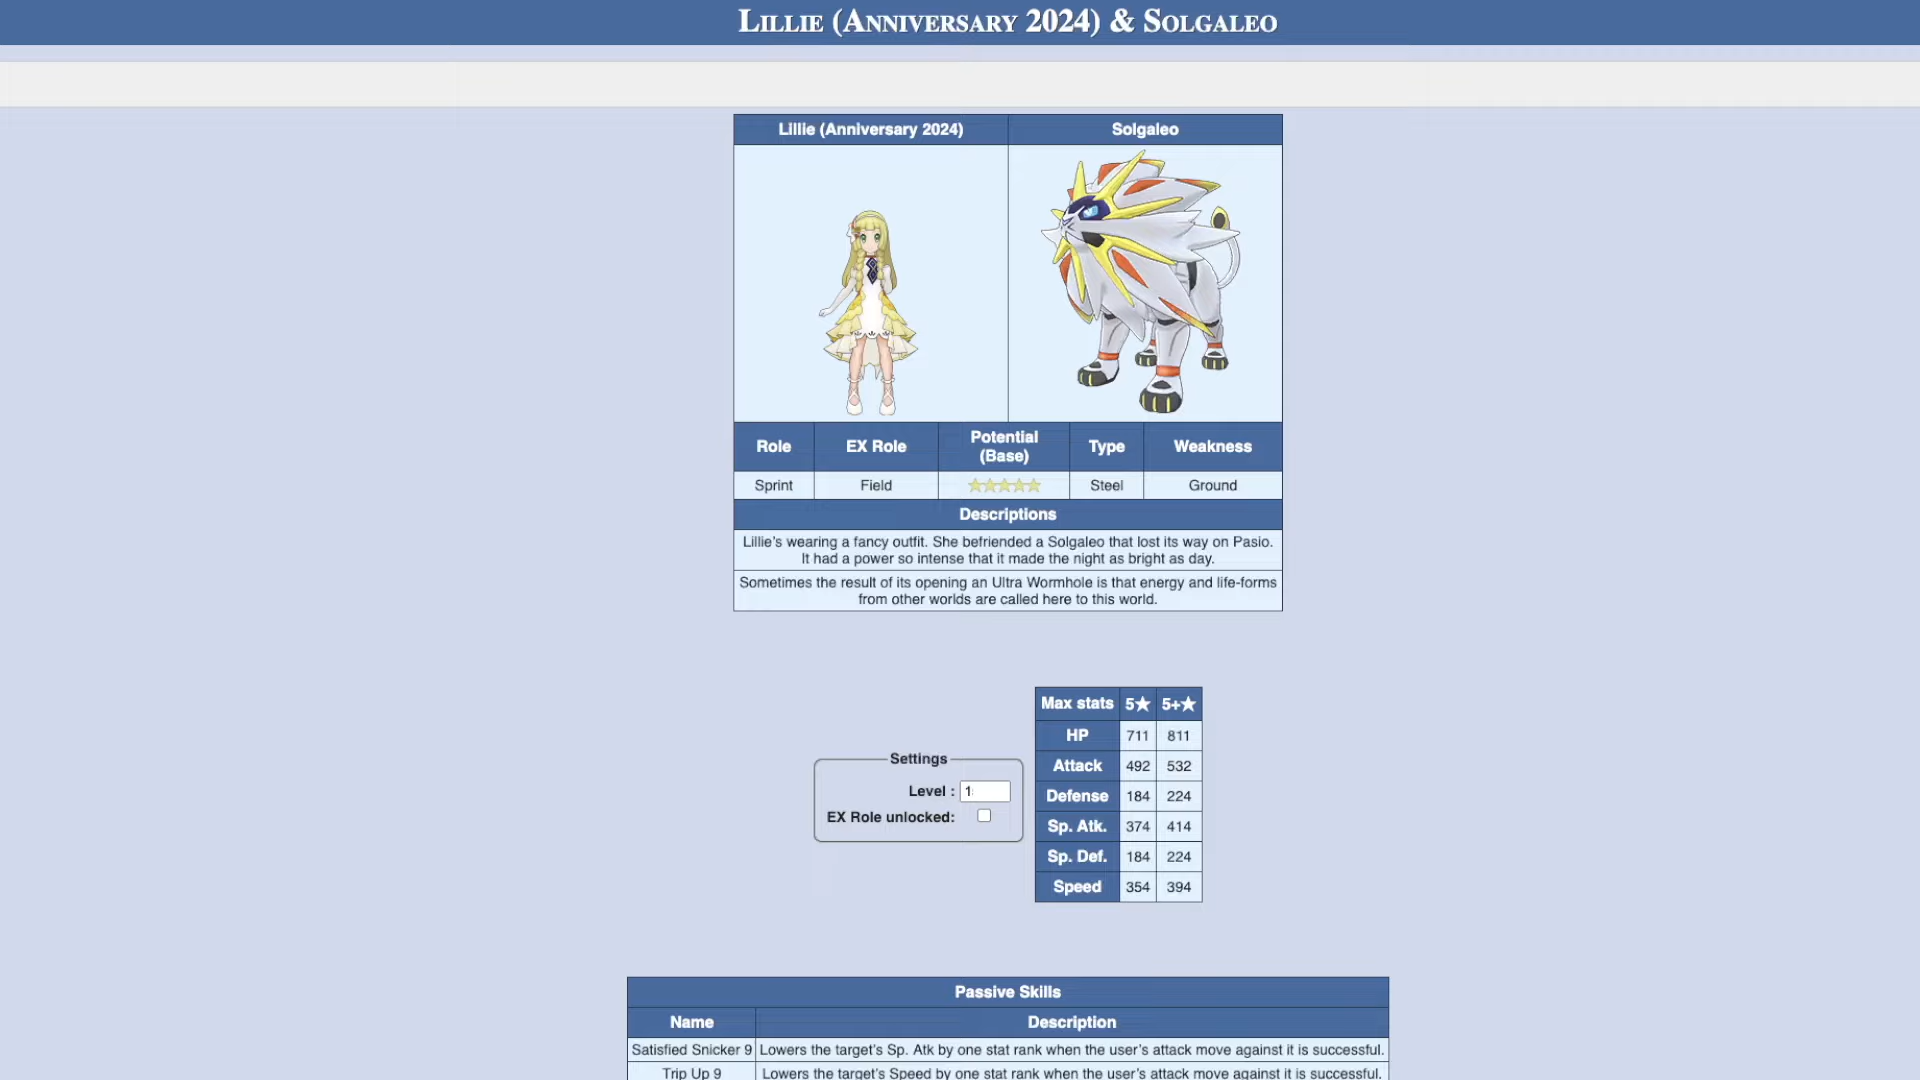 Lillie (Anniversary 2024) & Solgaleo
Lillie (Anniversary 2024) Solgaleo
Role EX Role Potential (Base) Type Weakness
Sprint Field ★★★★★ Steel Ground
Descriptions
Lillie's wearing a fancy outfit. She befriended a Solgaleo that lost its way on Pasio.
It had a power so intense that it made the night as bright as day.
Sometimes the result of its opening an Ultra Wormhole is that energy and life-forms
from other worlds are called here to this world.
Max stats 5★ 5+★
HP 711 811
Attack 492 532
Defense 184 224
Sp. Atk. 374 414
Sp. Def. 184 224
Speed 354 394
Settings
Level : 1
EX Role unlocked:
Passive Skills
Name Description
Satisfied Snicker 9 Lowers the target's Sp. Atk by one stat rank when the user's attack move against it is successful.
Trip Up 9 Lowers the target's Speed by one stat rank when the user's attack move against it is successful.